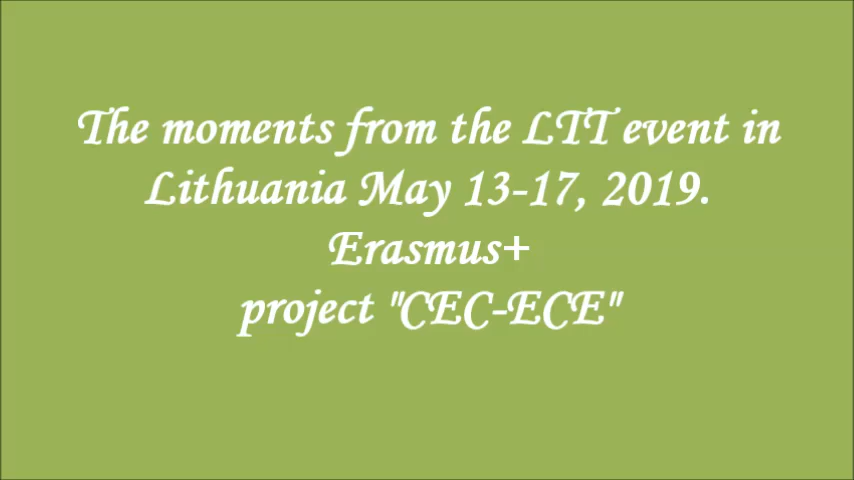 The moments from the LTT event in
Lithuania May 13-17, 2019.
Erasmus+
project "CEC-ECE"